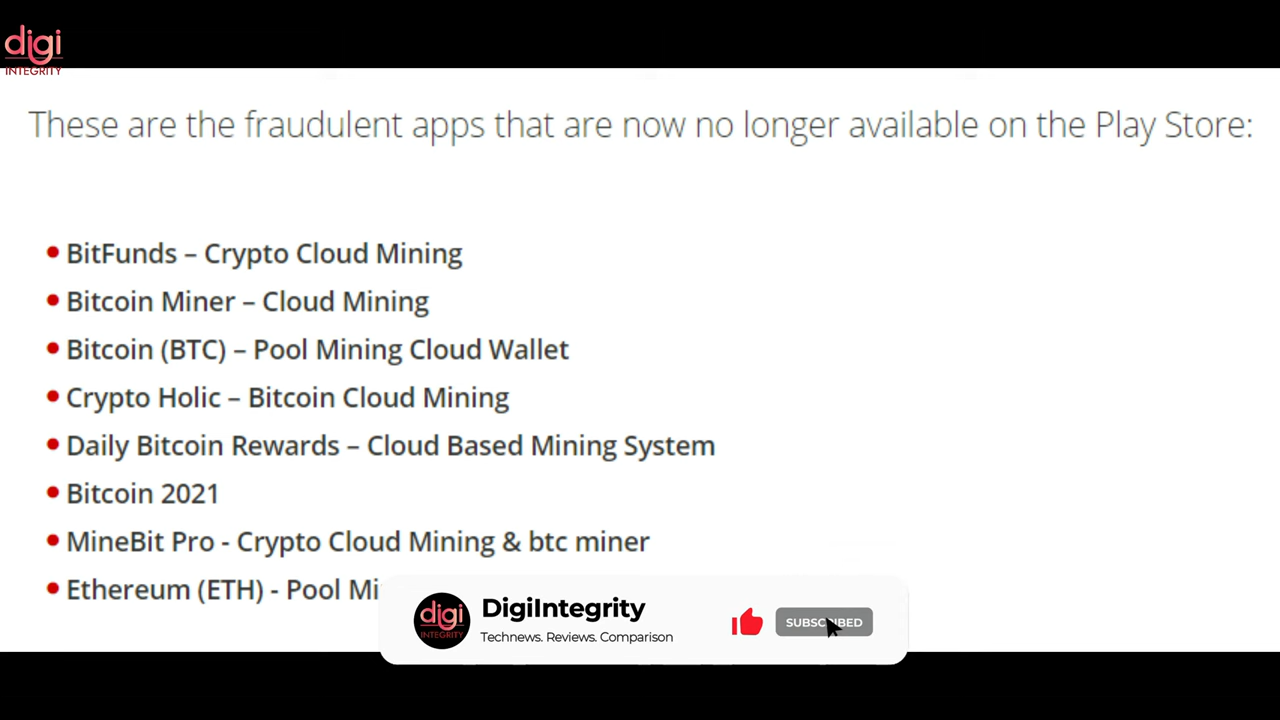 digi
INTEGRITY
These are the fraudulent apps that are now no longer available on the Play Store:
• BitFunds – Crypto Cloud Mining
• Bitcoin Miner – Cloud Mining
• Bitcoin (BTC) – Pool Mining Cloud Wallet
• Crypto Holic – Bitcoin Cloud Mining
• Daily Bitcoin Rewards – Cloud Based Mining System
• Bitcoin 2021
• MineBit Pro - Crypto Cloud Mining & btc miner
• Ethereum (ETH) - Pool
digi
INTEGRITY
DigiIntegrity
Technews. Reviews. Comparison
SUBSCRIBED